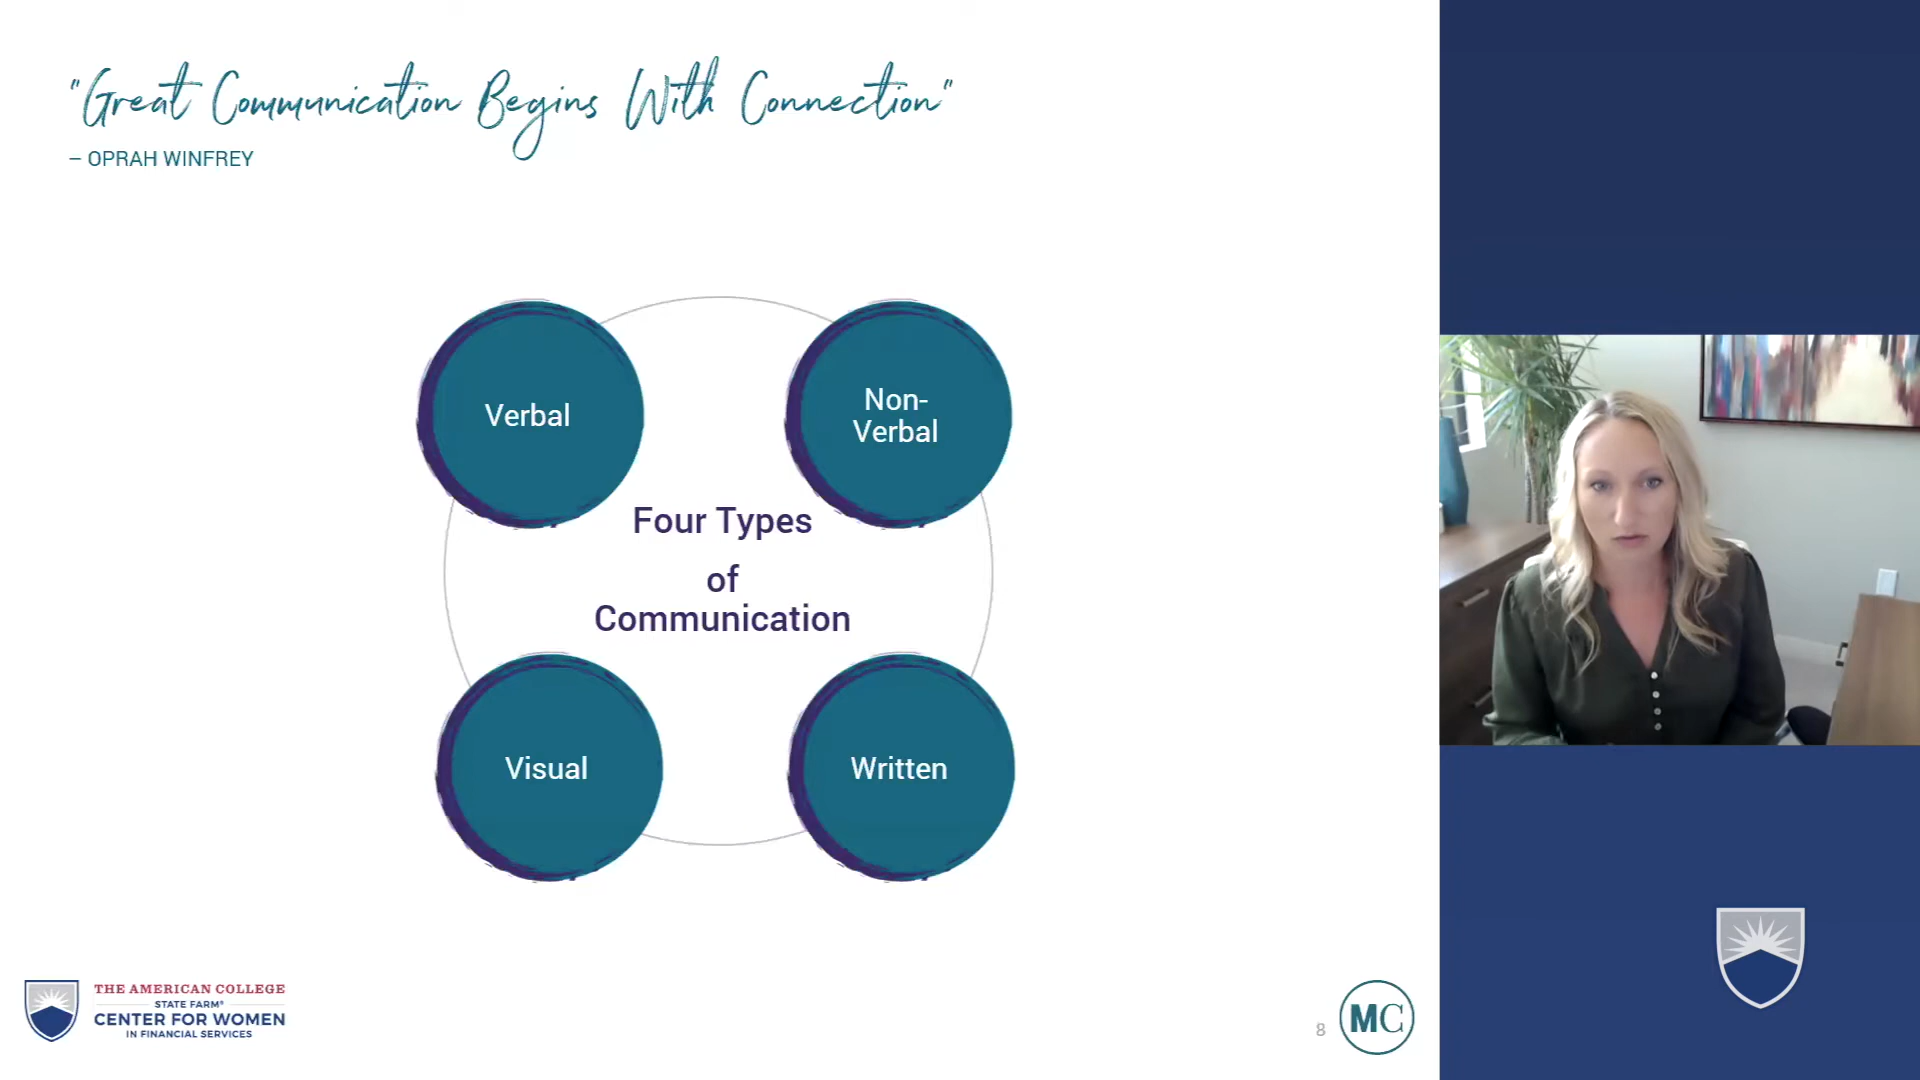 "Great Communication Begins With Connection"
– OPRAH WINFREY
Verbal
Non-
Verbal
Four Types
of
Communication
Visual
Written
THE AMERICAN COLLEGE
STATE FARM®
CENTER FOR WOMEN
IN FINANCIAL SERVICES
8
MC